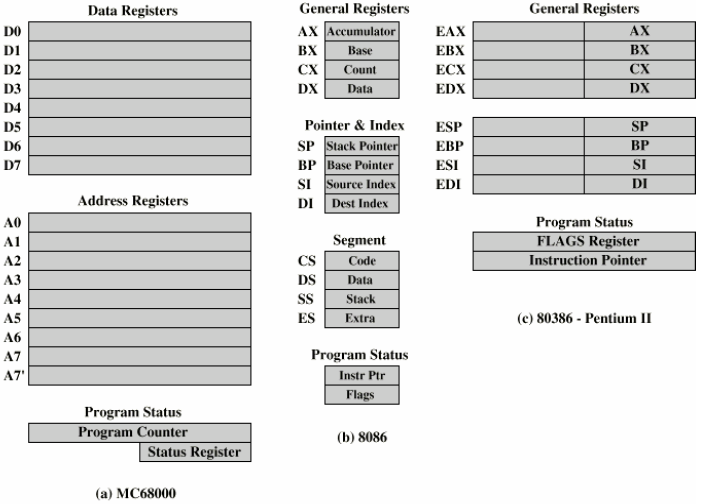 Data Registers
D0
D1
D2
D3
D4
D5
D6
D7
Address Registers
A0
A1
A2
A3
A4
A5
A6
A7
A7'
Program Status
Program Counter
Status Register
(a) MC68000
General Registers
AX Accumulator
BX Base
CX Count
DX Data
Pointer & Index
SP Stack Pointer
BP Base Pointer
SI Source Index
DI Dest Index
Segment
CS Code
DS Data
SS Stack
ES Extra
Program Status
Instr Ptr
Flags
(b) 8086
General Registers
EAX AX
EBX BX
ECX CX
EDX DX
ESP SP
EBP BP
ESI SI
EDI DI
Program Status
FLAGS Register
Instruction Pointer
(c) 80386 - Pentium II